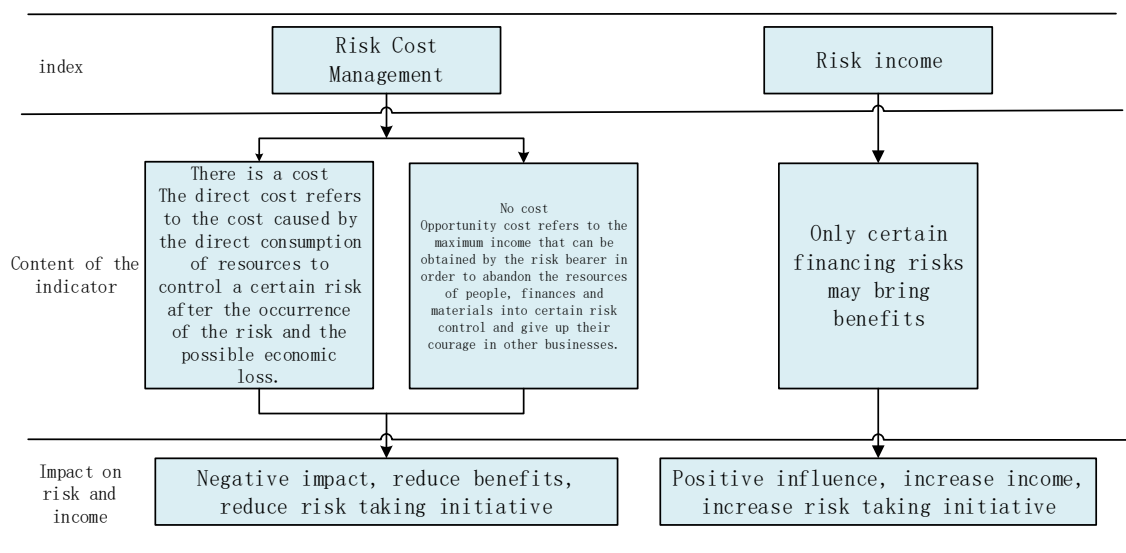 index
Risk Cost
Management
Risk income
Content of the
indicator
There is a cost
The direct cost refers
to the cost caused by
the direct consumption
of resources to
control a certain risk
after the occurrence
of the risk and the
possible economic
loss.
No cost
Opportunity cost refers to the
maximum income that can be
obtained by the risk bearer in
order to abandon the resources
of people, finances and
materials into certain risk
control and give up their
courage in other businesses.
Only certain
financing risks
may bring
benefits
Impact on
risk and
income
Negative impact, reduce benefits,
reduce risk taking initiative
Positive influence, increase income,
increase risk taking initiative